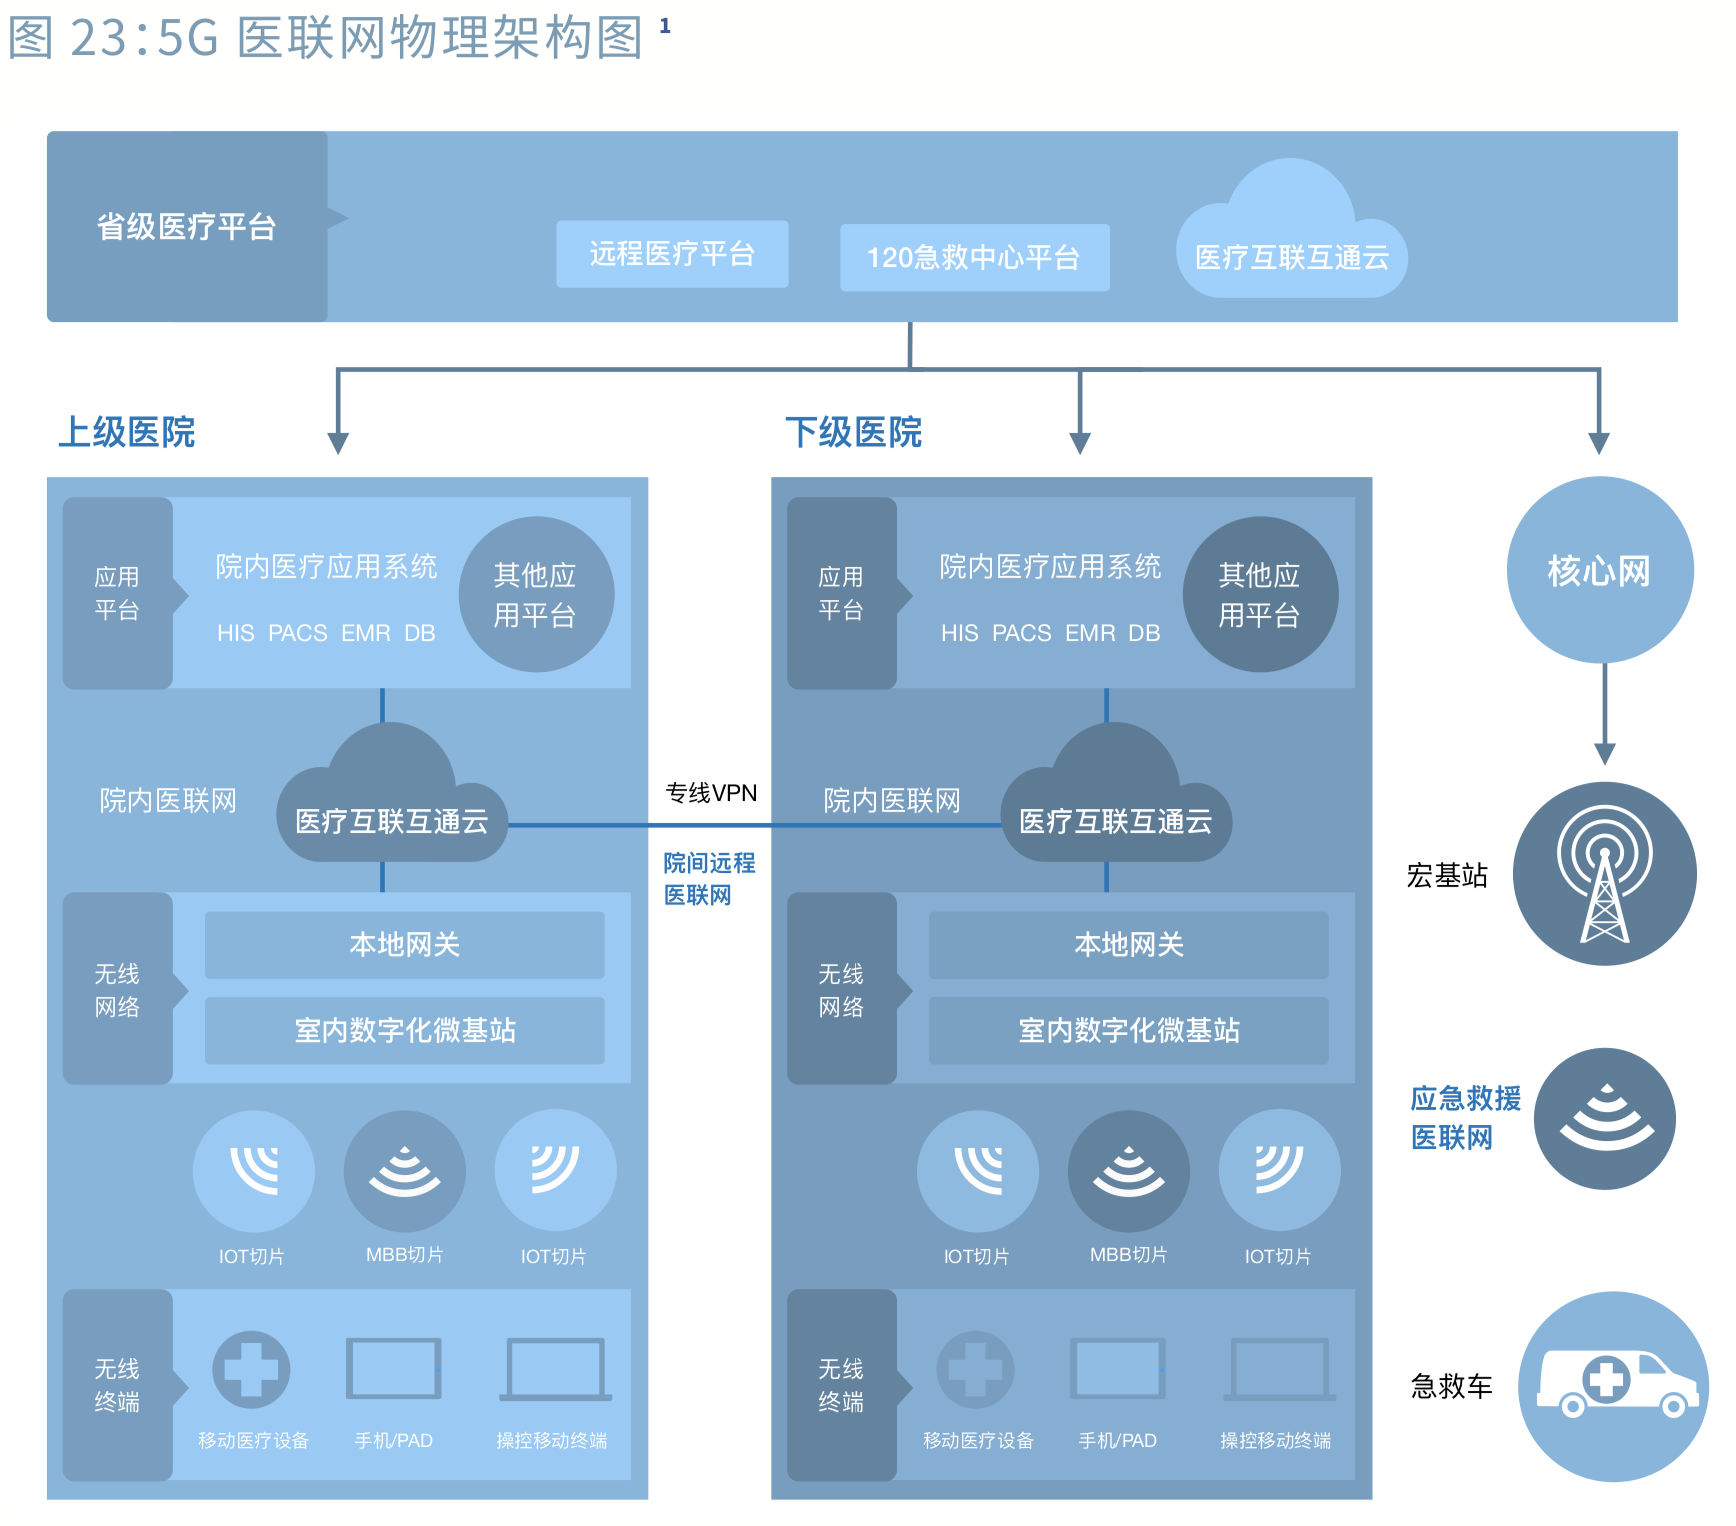 图 23:5G 医联网物理架构图 1
省级医疗平台
远程医疗平台
120急救中心平台
医疗互联互通云
上级医院
应用
平台
院内医疗应用系统
HIS PACS EMR DB
其他应
用平台
院内医联网
医疗互联互通云
无线
网络
本地网关
室内数字化微基站
IOT切片
MBB切片
IOT切片
无线
终端
移动医疗设备
手机/PAD
操控移动终端
专线VPN
院间远程
医联网
下级医院
应用
平台
院内医疗应用系统
HIS PACS EMR DB
其他应
用平台
院内医联网
医疗互联互通云
无线
网络
本地网关
室内数字化微基站
IOT切片
MBB切片
IOT切片
无线
终端
移动医疗设备
手机/PAD
操控移动终端
核心网
宏基站
应急救援
医联网
急救车